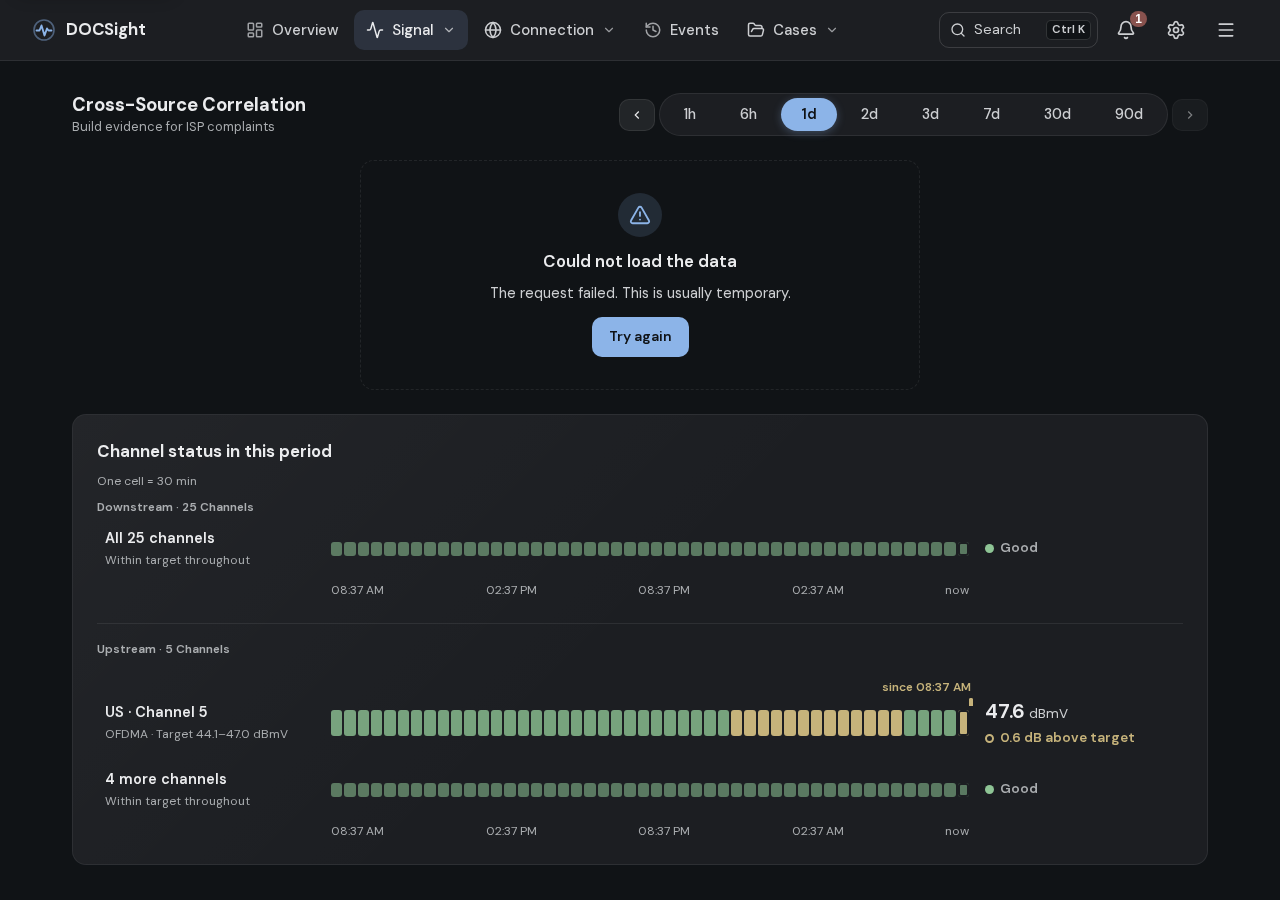 DOCSight
Overview
Signal
Connection
Events
Cases
Search
Ctrl K
1
Cross-Source Correlation
Build evidence for ISP complaints
1h
6h
1d
2d
3d
7d
30d
90d
Could not load the data
The request failed. This is usually temporary.
Try again
Channel status in this period
One cell = 30 min
Downstream · 25 Channels
All 25 channels
Within target throughout
Good
08:37 AM
02:37 PM
08:37 PM
02:37 AM
now
Upstream · 5 Channels
since 08:37 AM
US · Channel 5
OFDMA · Target 44.1–47.0 dBmV
47.6 dBmV
0.6 dB above target
4 more channels
Within target throughout
Good
08:37 AM
02:37 PM
08:37 PM
02:37 AM
now